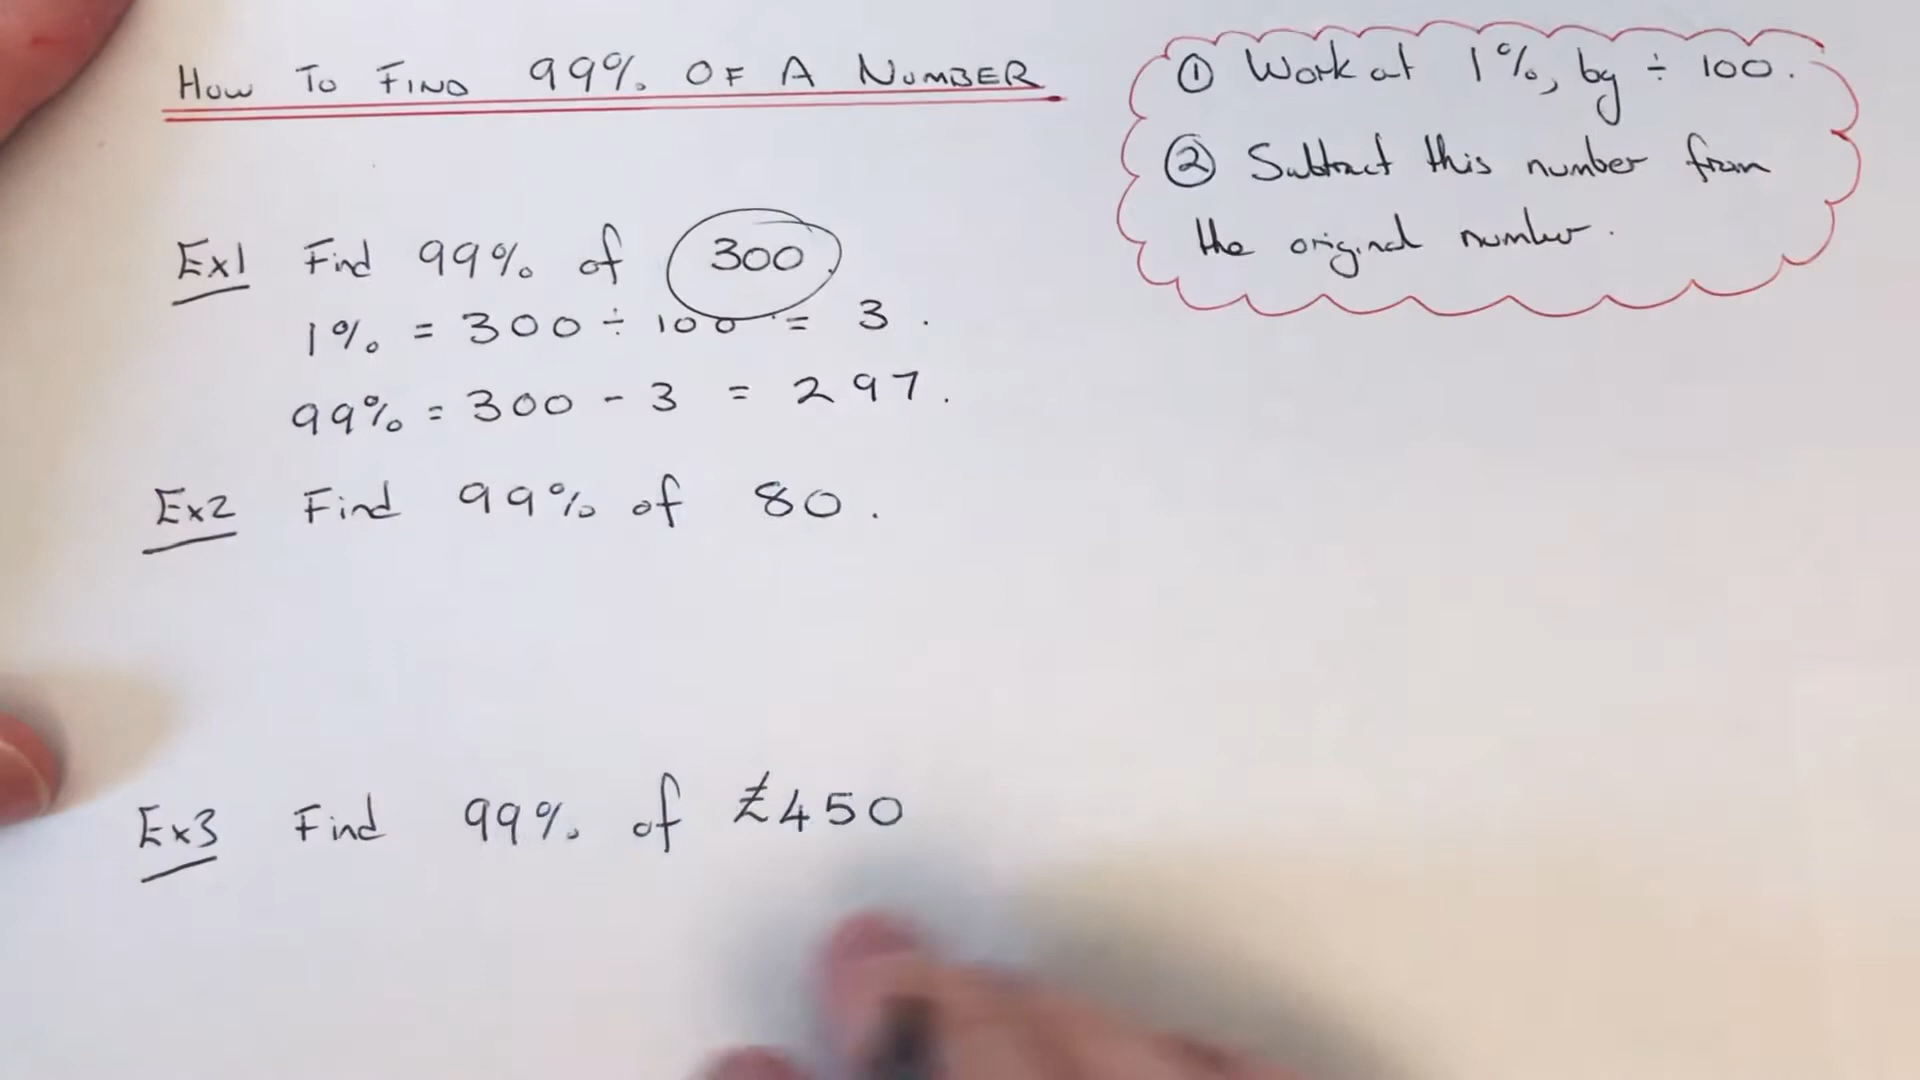 HOW TO FIND 99% OF A NUMBER
① Work out 1%, by ÷ 100.
② Subtract this number from
the original number.
Ex1 Find 99% of 300.
1% = 300 ÷ 100 = 3.
99% = 300 - 3 = 297.
Ex2 Find 99% of 80.
Ex3 Find 99% of £450